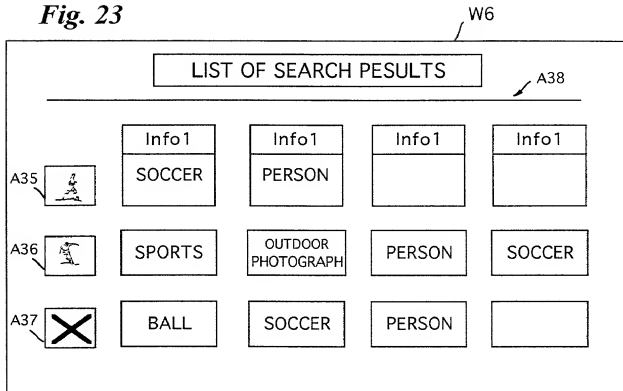 Fig. 23
W6
LIST OF SEARCH PESULTS
A38
Info1 Info1 Info1 Info1
A35 SOCCER PERSON
A36 SPORTS OUTDOOR PHOTOGRAPH PERSON SOCCER
A37 BALL SOCCER PERSON